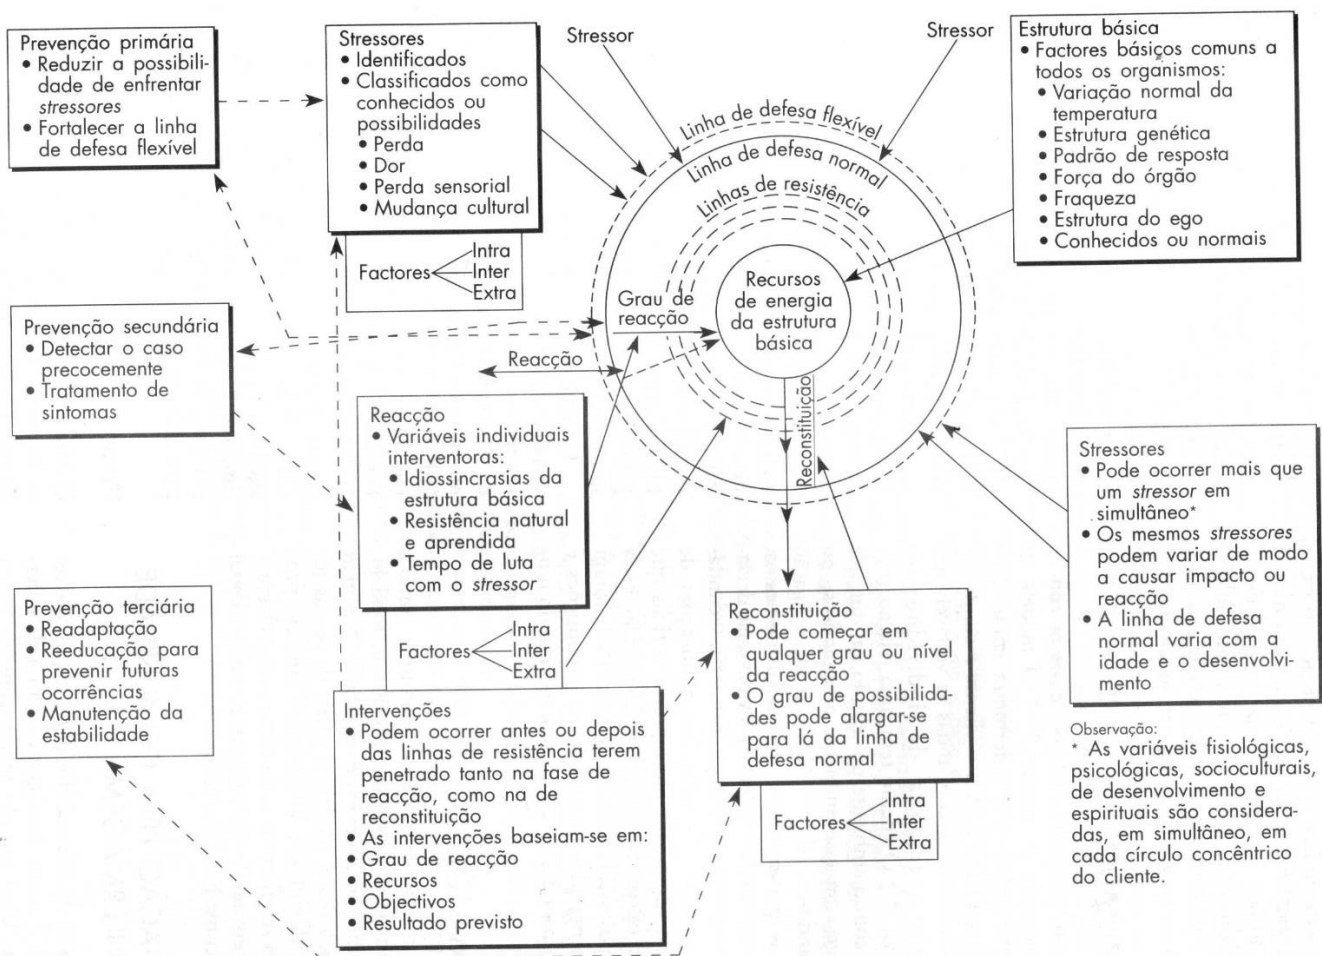 Prevenção primária
• Reduzir a possibili-
dade de enfrentar
stressores
• Fortalecer a linha
de defesa flexível
Stressores
• Identificados
• Classificados como
conhecidos ou
possibilidades
• Perda
• Dor
• Perda sensorial
• Mudança cultural
Factores
Intra
Inter
Extra
Stressor
Stressor
Estrutura básica
• Factores básicos comuns a
todos os organismos:
• Variação normal da
temperatura
• Estrutura genética
• Padrão de resposta
• Força do órgão
• Fraqueza
• Estrutura do ego
• Conhecidos ou normais
Linha de defesa flexível
Linha de defesa normal
Linhas de resistência
Recursos
de energia
da estrutura
básica
Grau de
reacção
Reacção
Reconstituição
Prevenção secundária
• Detectar o caso
precocemente
• Tratamento de
sintomas
Reacção
• Variáveis individuais
interventoras:
• Idiossincrasias da
estrutura básica
• Resistência natural
e aprendida
• Tempo de luta
com o stressor
Factores
Intra
Inter
Extra
Stressores
• Pode ocorrer mais que
um stressor em
simultâneo*
• Os mesmos stressores
podem variar de modo
a causar impacto ou
reacção
• A linha de defesa
normal varia com a
idade e o desenvolvi-
mento
Prevenção terciária
• Readaptação
• Reeducação para
prevenir futuras
ocorrências
• Manutenção da
estabilidade
Intervenções
• Podem ocorrer antes ou depois
das linhas de resistência terem
penetrado tanto na fase de
reacção, como na de
reconstituição
• As intervenções baseiam-se em:
• Grau de reacção
• Recursos
• Objectivos
• Resultado previsto
Reconstituição
• Pode começar em
qualquer grau ou nível
da reacção
• O grau de possibilida-
des pode alargar-se
para lá da linha de
defesa normal
Factores
Intra
Inter
Extra
Observação:
* As variáveis fisiológicas,
psicológicas, socioculturais,
de desenvolvimento e
espirituais são considera-
das, em simultâneo, em
cada círculo concêntrico
do cliente.